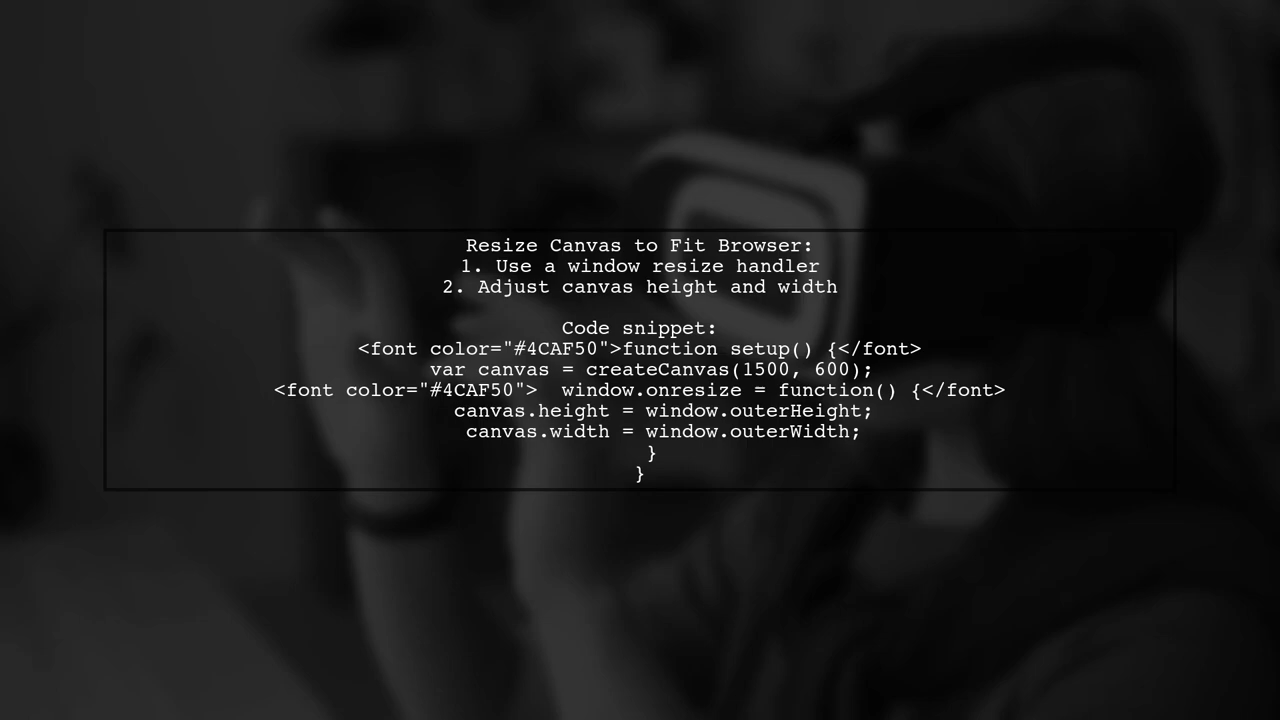 Resize Canvas to Fit Browser:
1. Use a window resize handler
2. Adjust canvas height and width
Code snippet:
<font color="#4CAF50">function setup() {</font>
var canvas = createCanvas(1500, 600);
<font color="#4CAF50">  window.onresize = function() {</font>
canvas.height = window.outerHeight;
canvas.width = window.outerWidth;
}
}